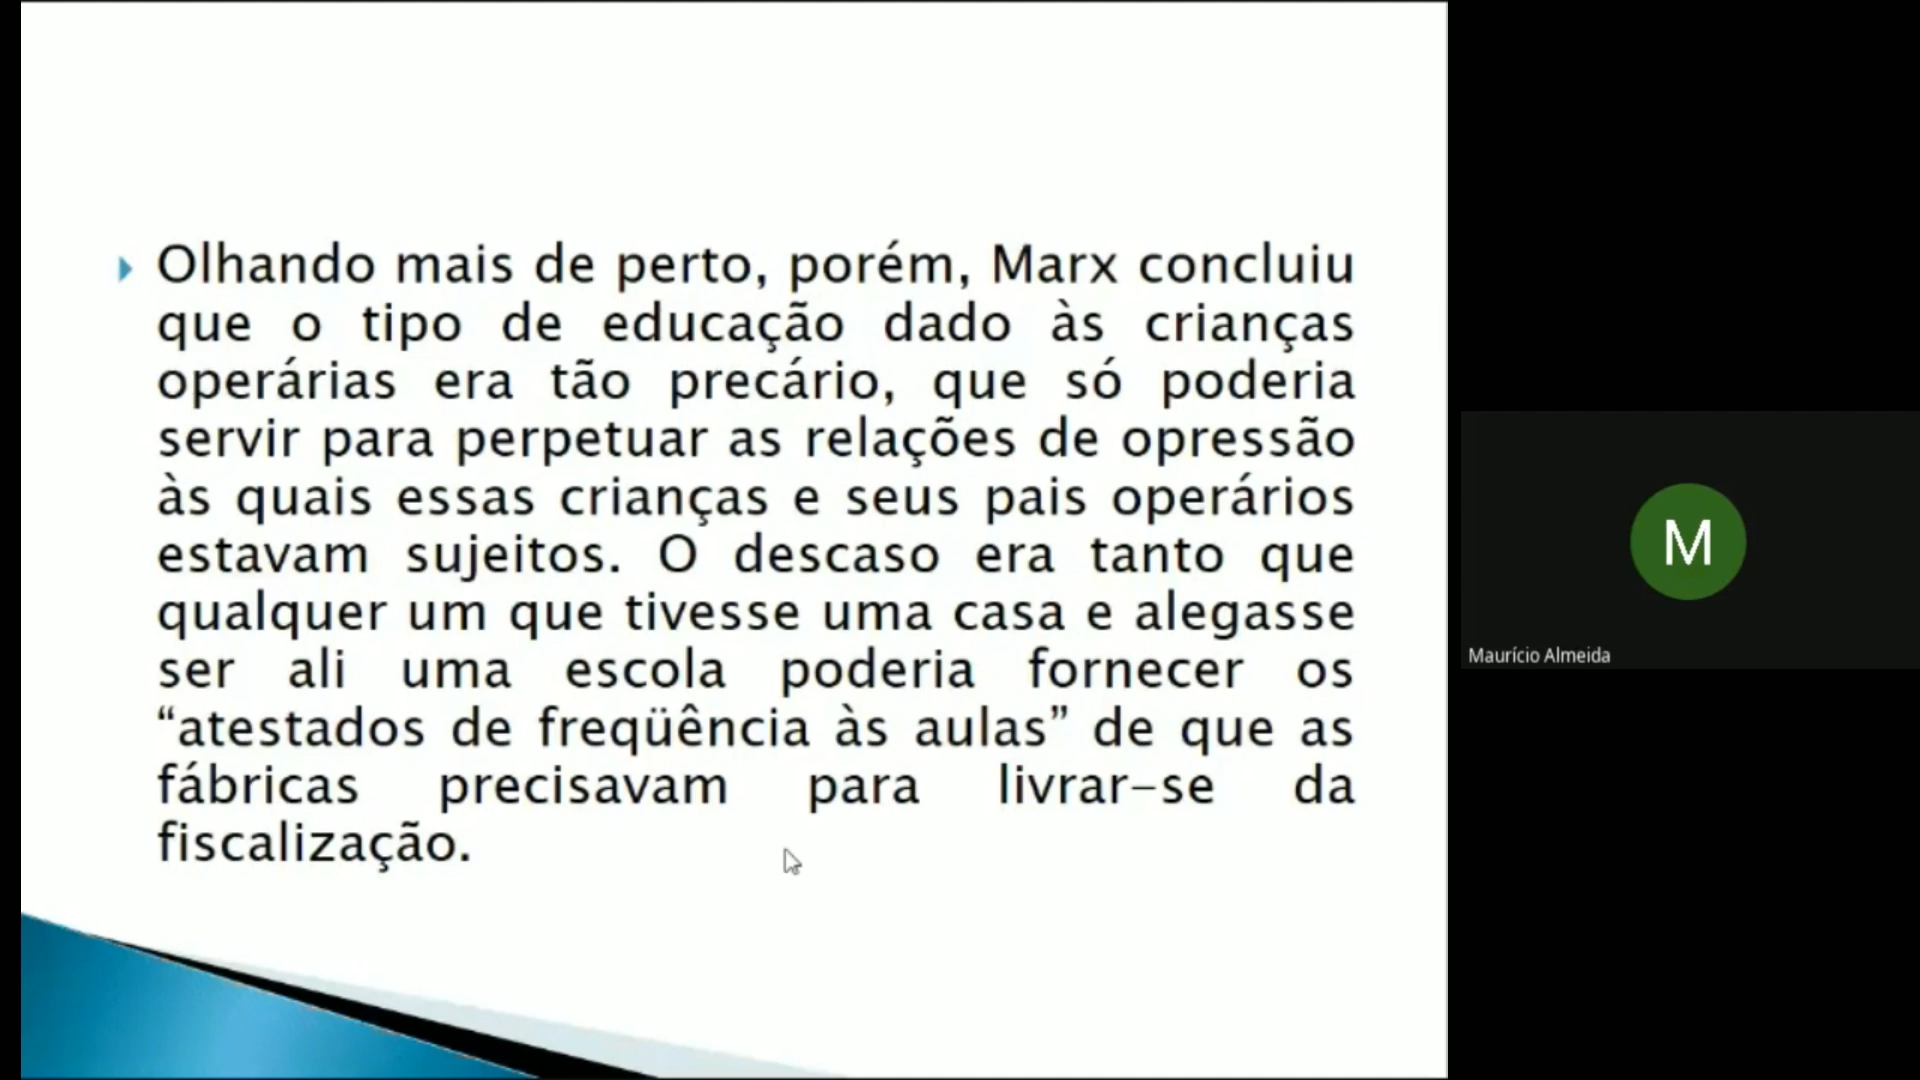 Olhando mais de perto, porém, Marx concluiu
que o tipo de educação dado às crianças
operárias era tão precário, que só poderia
servir para perpetuar as relações de opressão
às quais essas crianças e seus pais operários
estavam sujeitos. O descaso era tanto que
qualquer um que tivesse uma casa e alegasse
ser ali uma escola poderia fornecer os
“atestados de freqüência às aulas” de que as
fábricas precisavam para livrar-se da
fiscalização.
M
Maurício Almeida